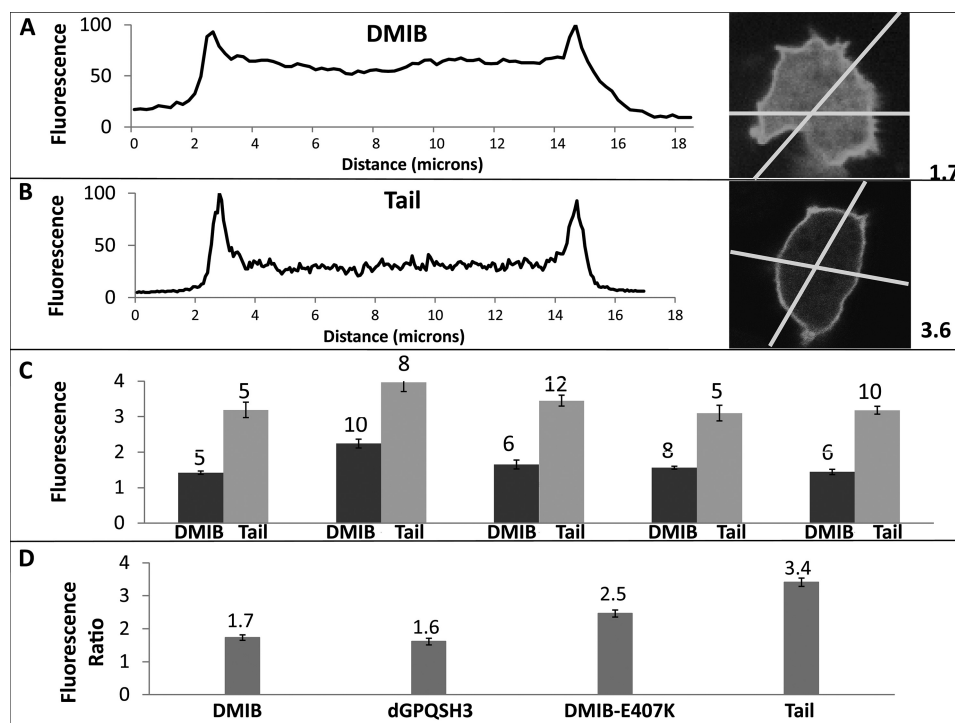 A
DMIB
Fluorescence
100
50
0
0 2 4 6 8 10 12 14 16 18
Distance (microns)
1.7
B
Tail
Fluorescence
100
50
0
0 2 4 6 8 10 12 14 16 18
Distance (microns)
3.6
C
Fluorescence
4
3
2
1
0
5 5 10 8 6 12 8 5 6 10
DMIB Tail DMIB Tail DMIB Tail DMIB Tail DMIB Tail
D
Fluorescence
Ratio
4
3
2
1
0
1.7 1.6 2.5 3.4
DMIB dGPQSH3 DMIB-E407K Tail